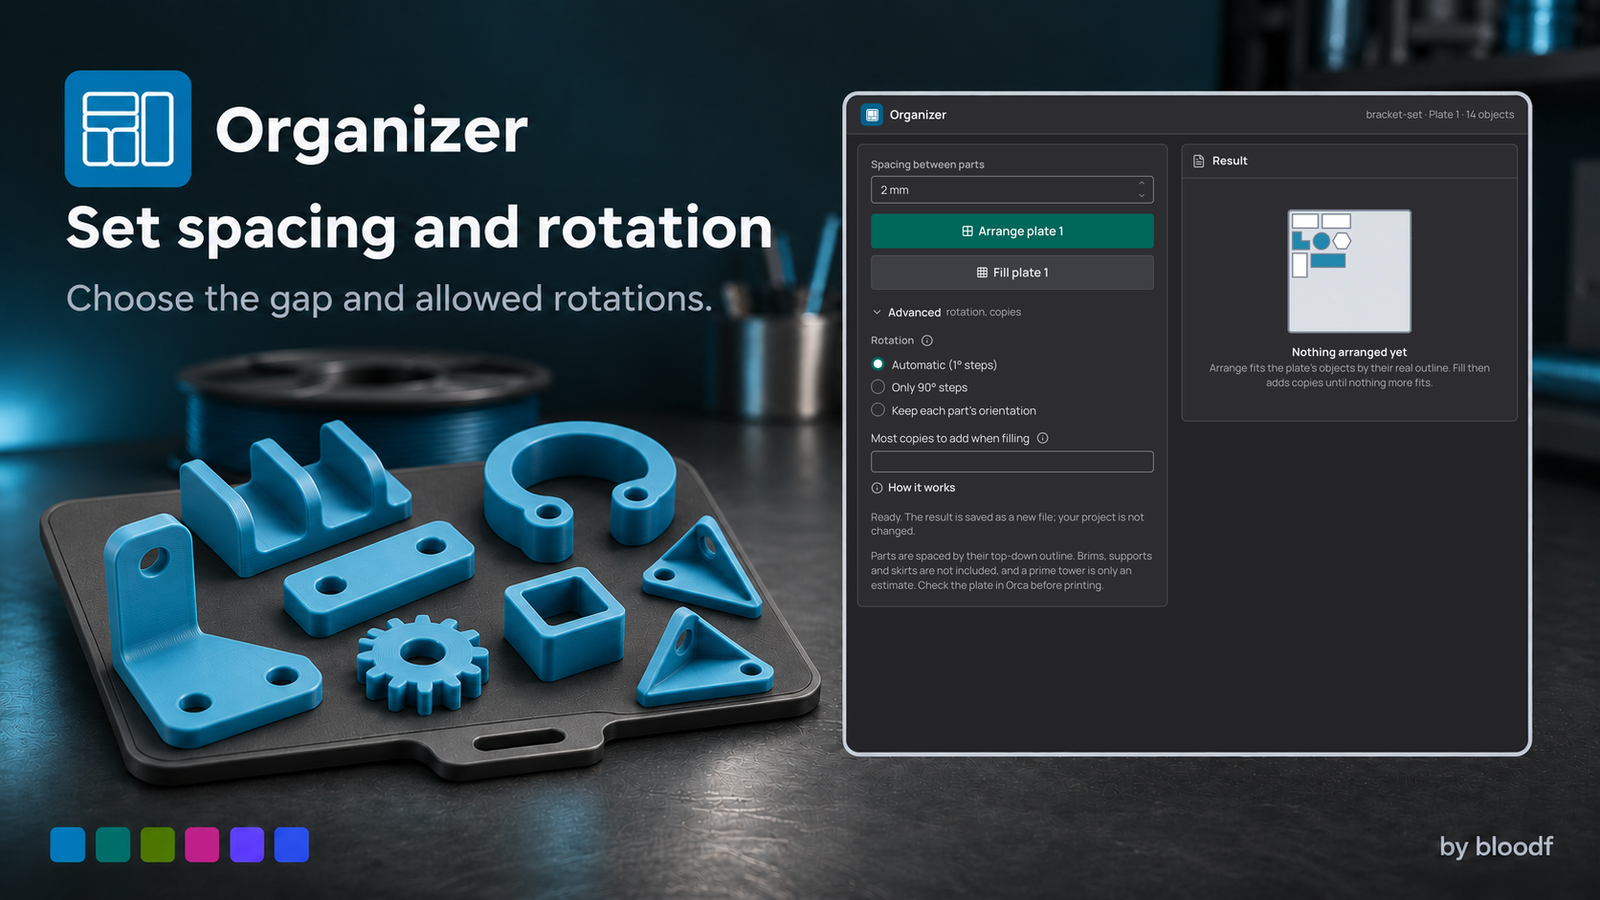 Organizer
Set spacing and rotation
Choose the gap and allowed rotations.
Organizer
bracket-set · Plate 1 · 14 objects
Spacing between parts
2 mm
Arrange plate 1
Fill plate 1
Advanced rotation, copies
Rotation
Automatic (1° steps)
Only 90° steps
Keep each part's orientation
Most copies to add when filling
How it works
Ready. The result is saved as a new file; your project is not
changed.
Parts are spaced by their top-down outline. Brims, supports
and skirts are not included, and a prime tower is only an
estimate. Check the plate in Orca before printing.
Result
Nothing arranged yet
Arrange fits the plate's objects by their real outline. Fill then
adds copies until nothing more fits.
by bloodf